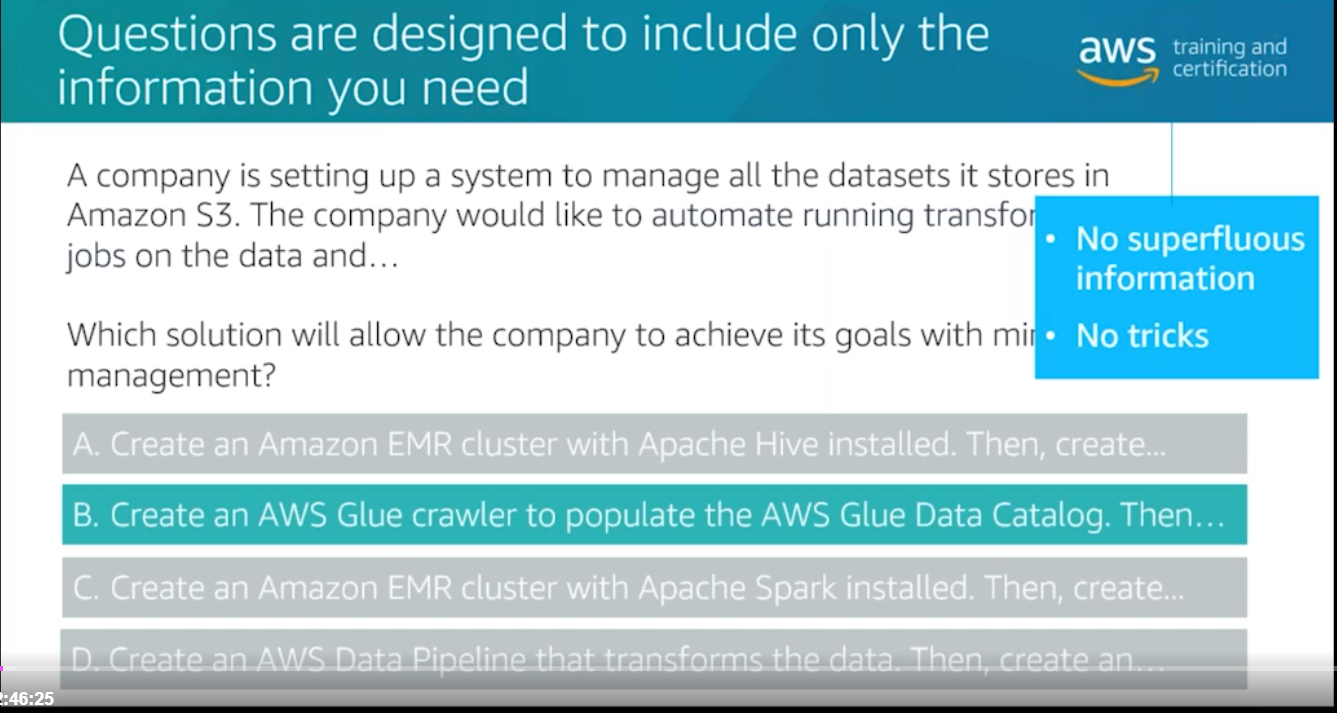 Questions are designed to include only the
information you need
aws training and
certification
A company is setting up a system to manage all the datasets it stores in
Amazon S3. The company would like to automate running transfor
jobs on the data and...
• No superfluous
information
• No tricks
Which solution will allow the company to achieve its goals with mi
management?
A. Create an Amazon EMR cluster with Apache Hive installed. Then, create...
B. Create an AWS Glue crawler to populate the AWS Glue Data Catalog. Then...
C. Create an Amazon EMR cluster with Apache Spark installed. Then, create...
D. Create an AWS Data Pipeline that transforms the data. Then, create an...
:46:25